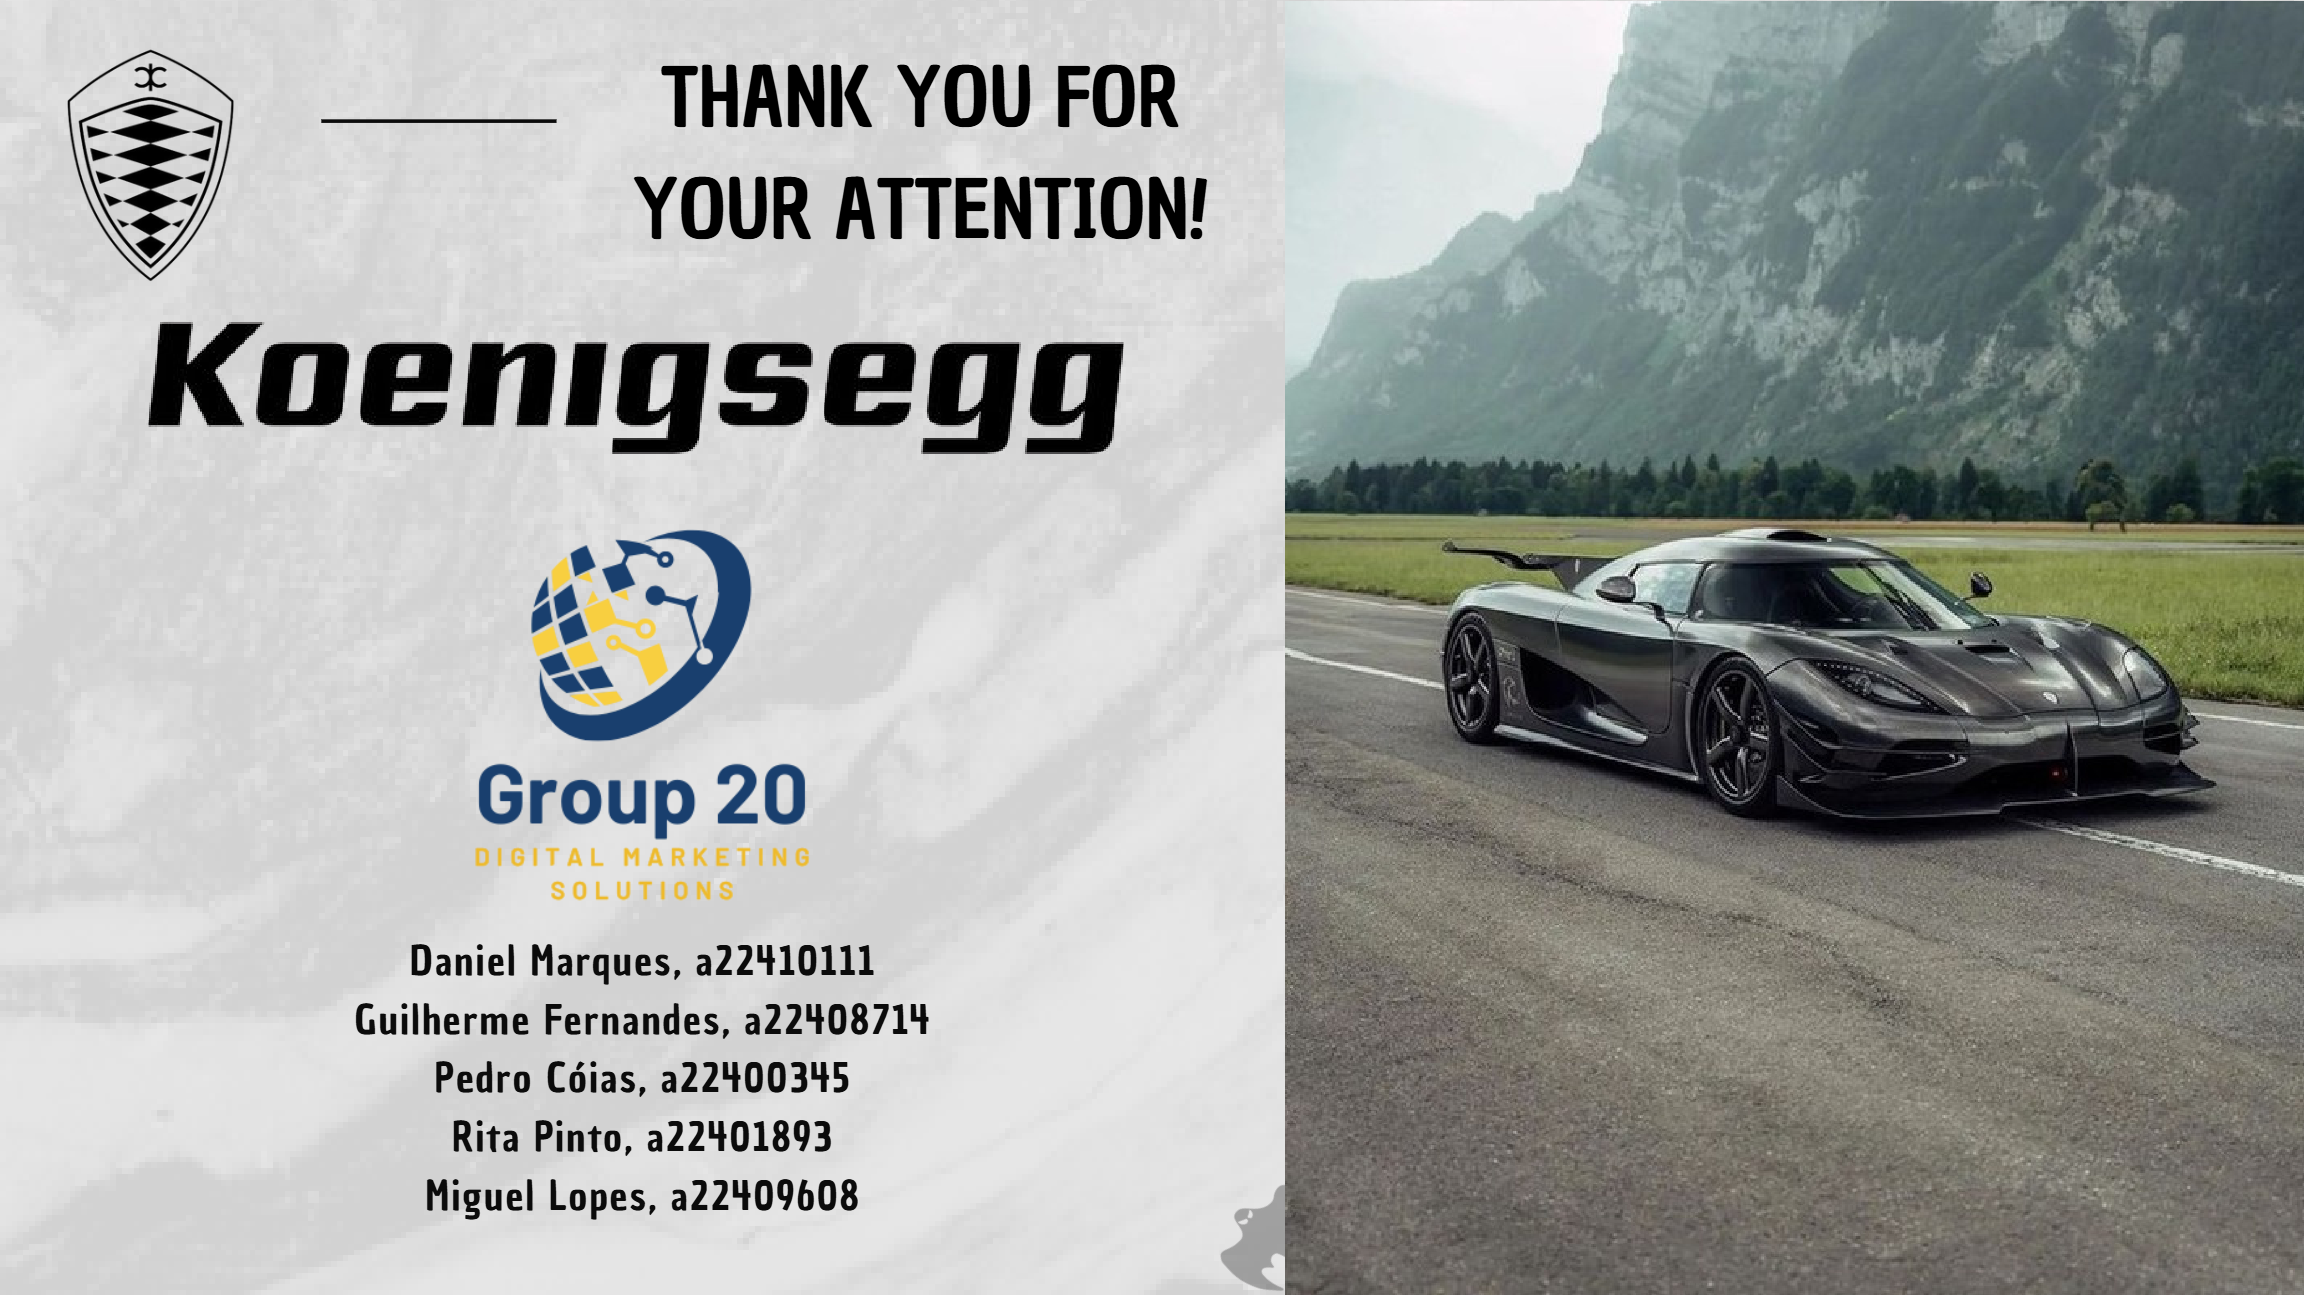 THANK YOU FOR
YOUR ATTENTION!
Koenigsegg
Group 20
DIGITAL MARKETING
SOLUTIONS
Daniel Marques, a22410111
Guilherme Fernandes, a22408714
Pedro Cóias, a22400345
Rita Pinto, a22401893
Miguel Lopes, a22409608